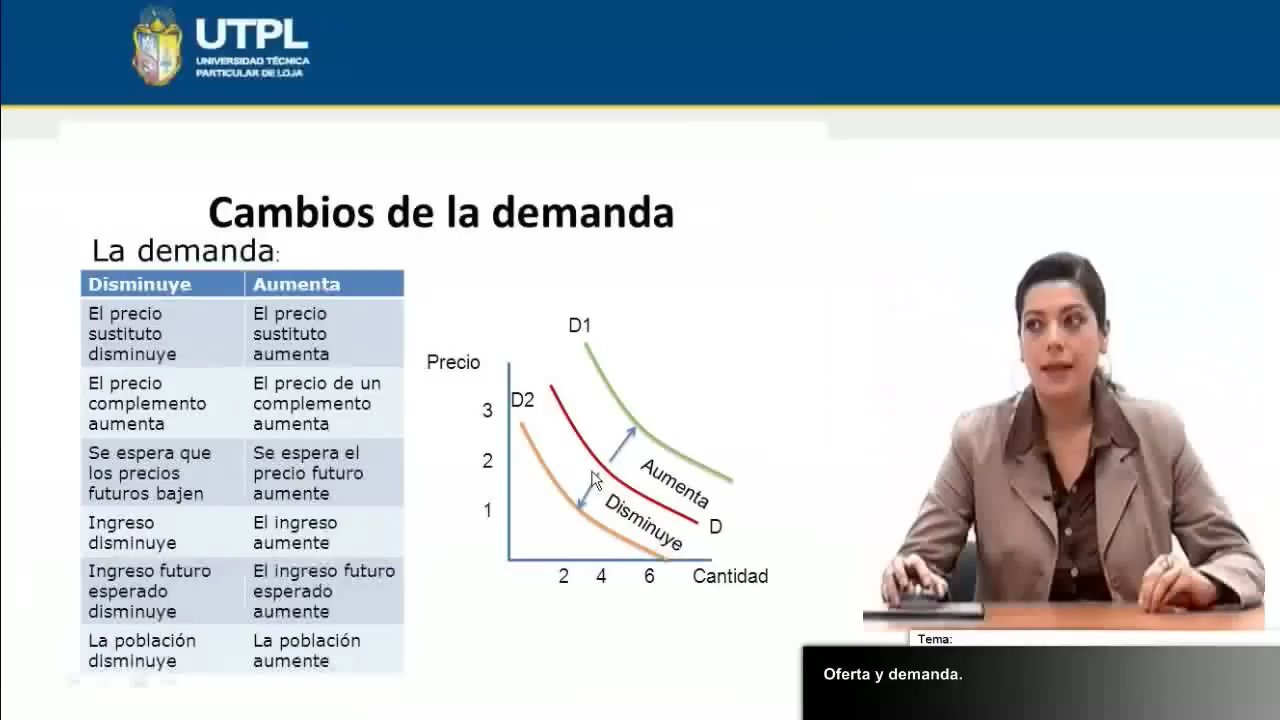 UTPL
UNIVERSIDAD TÉCNICA
PARTICULAR DE LOJA
Cambios de la demanda
La demanda:
Disminuye
Aumenta
El precio
sustituto
disminuye
El precio
sustituto
aumenta
El precio
complemento
aumenta
El precio de un
complemento
aumenta
Se espera que
los precios
futuros bajen
Se espera el
precio futuro
aumente
Ingreso
disminuye
El ingreso
aumente
Ingreso futuro
esperado
disminuye
El ingreso futuro
esperado
aumente
La población
disminuye
La población
aumente
D1
Precio
D2
3
2
1
Aumenta
Disminuye
D
2 4 6 Cantidad
Tema:
Oferta y demanda.